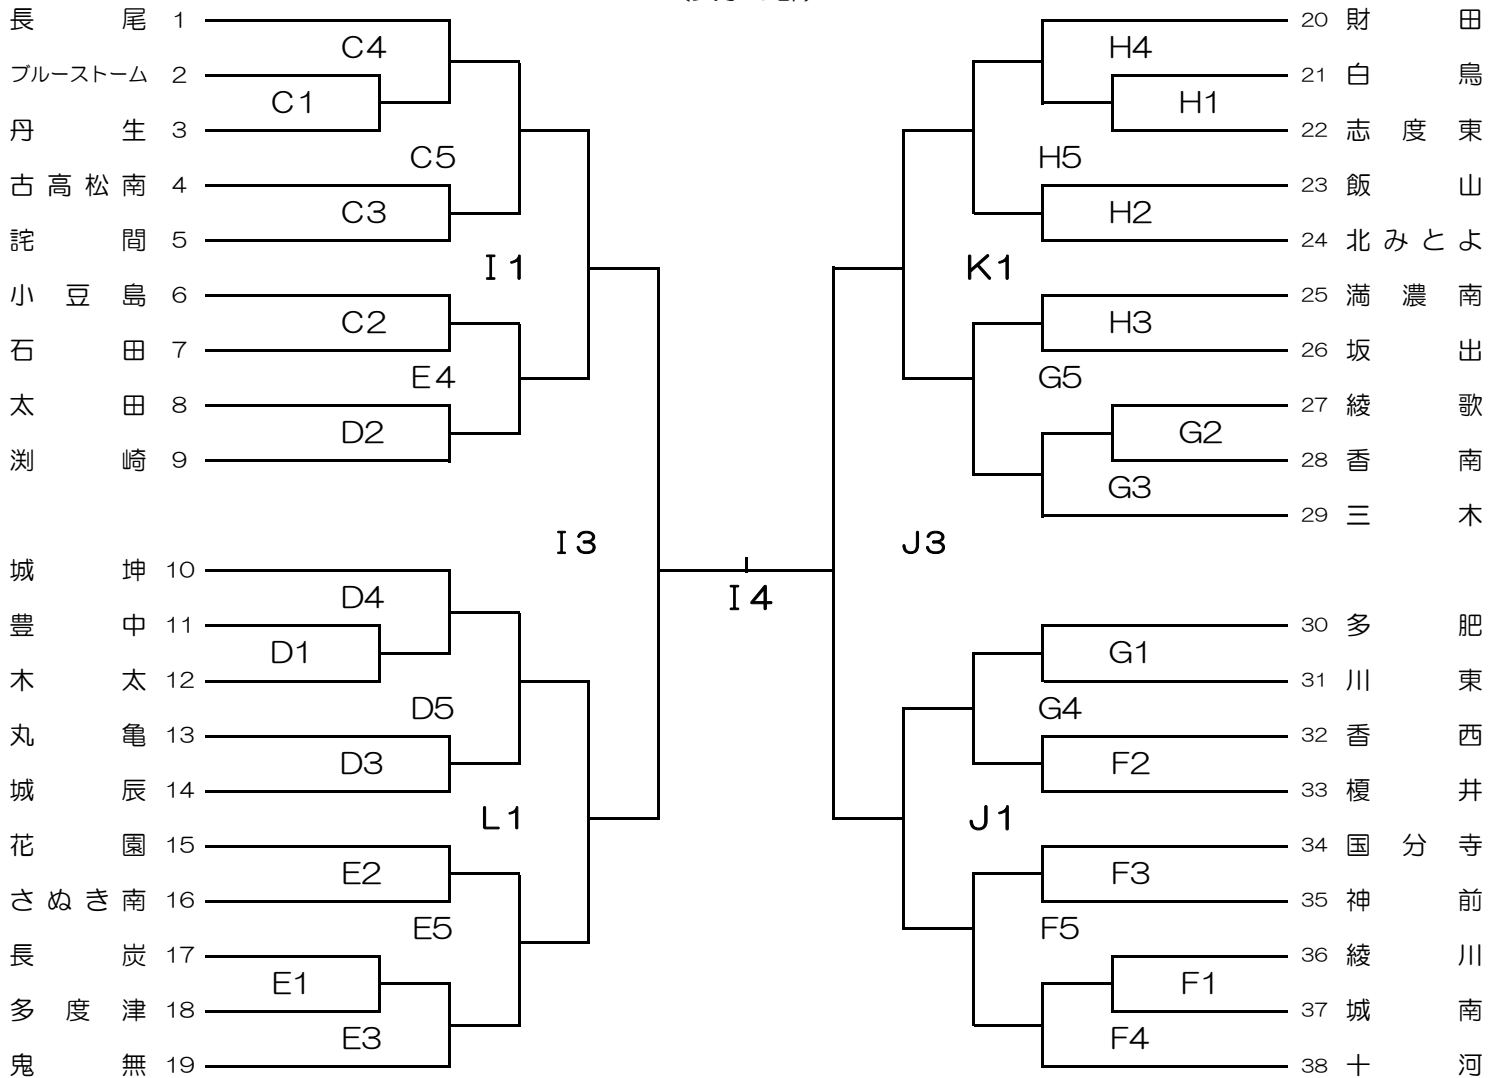 長尾 1
ブルーストーム 2
丹生 3
古高松南 4
詫間 5
小豆島 6
石田 7
太田 8
渕崎 9
城坤 10
豊中 11
木太 12
丸亀 13
城辰 14
花園 15
さぬき南 16
長炭 17
多度津 18
鬼無 19
C4
C1
C5
C3
I1
C2
E4
D2
I3
D4
D1
D5
D3
L1
E2
E5
E1
E3
I4
H4
H1
H5
H2
K1
H3
G5
G2
G3
J3
G1
G4
F2
J1
F3
F5
F1
F4
20 財田
21 白鳥
22 志度東
23 飯山
24 北みとよ
25 満濃南
26 坂出
27 綾歌
28 香南
29 三木
30 多肥
31 川東
32 香西
33 榎井
34 国分寺
35 神前
36 綾川
37 城南
38 十河